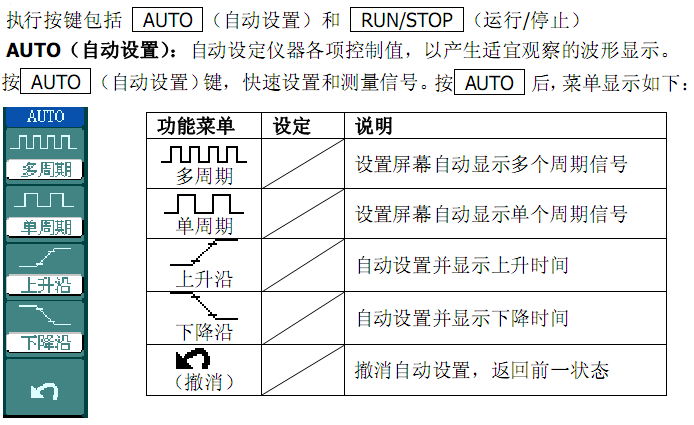 执行按键包括 AUTO （自动设置）和 RUN/STOP （运行/停止）
AUTO（自动设置）：自动设定仪器各项控制值，以产生适宜观察的波形显示。
按 AUTO （自动设置）键，快速设置和测量信号。按 AUTO 后，菜单显示如下：
AUTO
多周期
单周期
上升沿
下降沿
功能菜单 设定 说明
多周期 设置屏幕自动显示多个周期信号
单周期 设置屏幕自动显示单个周期信号
上升沿 自动设置并显示上升时间
下降沿 自动设置并显示下降时间
（撤消） 撤消自动设置，返回前一状态